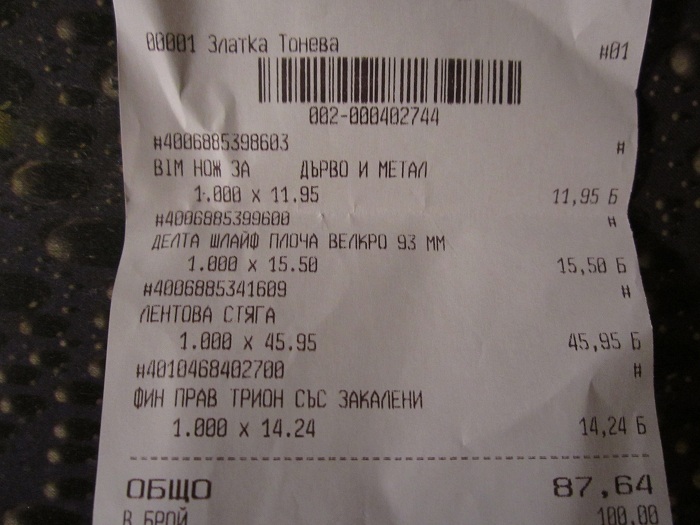 00001 Златка Тонева #01
002-000402744
#4006885398603 #
BIM НОЖ ЗА ДЪРВО И МЕТАЛ
1.000 x 11.95 11,95 Б
#4006885399600 #
ДЕЛТА ШЛАЙФ ПЛОЧА ВЕЛКРО 93 ММ
1.000 x 15.50 15,50 Б
#4006885341609 #
ЛЕНТОВА СТЯГА
1.000 x 45.95 45,95 Б
#4010468402700 #
ФИН ПРАВ ТРИОН СЪС ЗАКАЛЕНИ
1.000 x 14.24 14,24 Б
ОБЩО 87,64
В БРОЙ 100.00